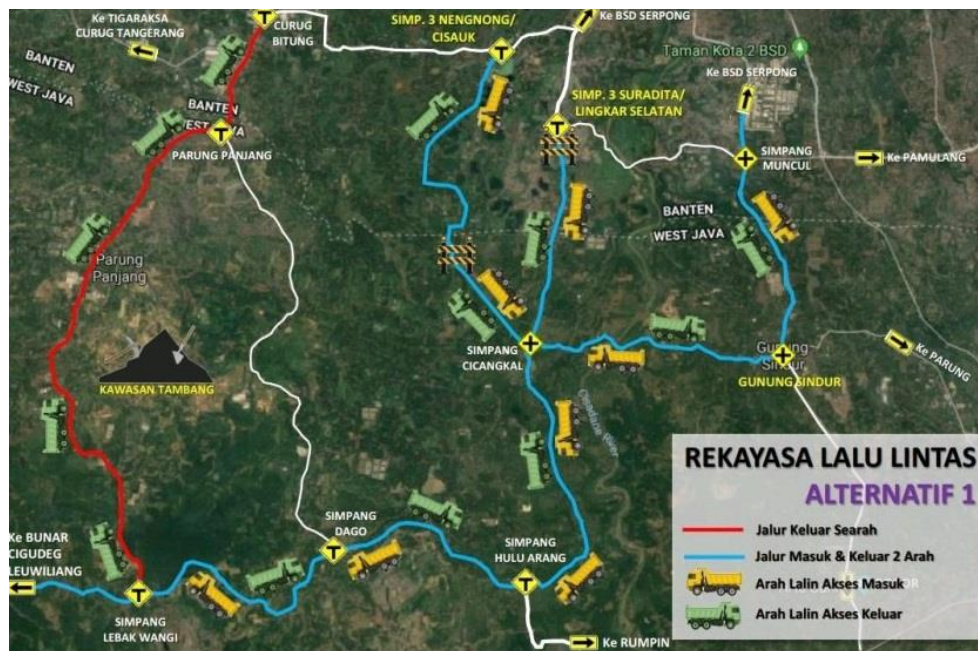 Ke TIGARAKSA
CURUG TANGERANG
CURUG
BITUNG
SIMP. 3 NENGNONG/
CISAUK
Ke BSD SERPONG
Taman Kota 2 BSD
Ke BSD SERPONG
BANTEN
WEST JAVA
BANTEN
WEST JAVA
PARUNG PANJANG
SIMP. 3 SURADITA/
LINGKAR SELATAN
SIMPANG
MUNCUL
Ke PAMULANG
BANTEN
WEST JAVA
Parung
Panjang
KAWASAN TAMBANG
SIMPANG
CICANGKAL
Gunung
Sindur
GUNUNG SINDUR
Ke PARUNG
Ke BUNAR
CIGUDEG
LEUWILIANG
SIMPANG
DAGO
SIMPANG
HULU ARANG
SIMPANG
LEBAK WANGI
Ke RUMPIN
REKAYASA LALU LINTAS
ALTERNATIF 1
Jalur Keluar Searah
Jalur Masuk & Keluar 2 Arah
Arah Lalin Akses Masuk
Arah Lalin Akses Keluar